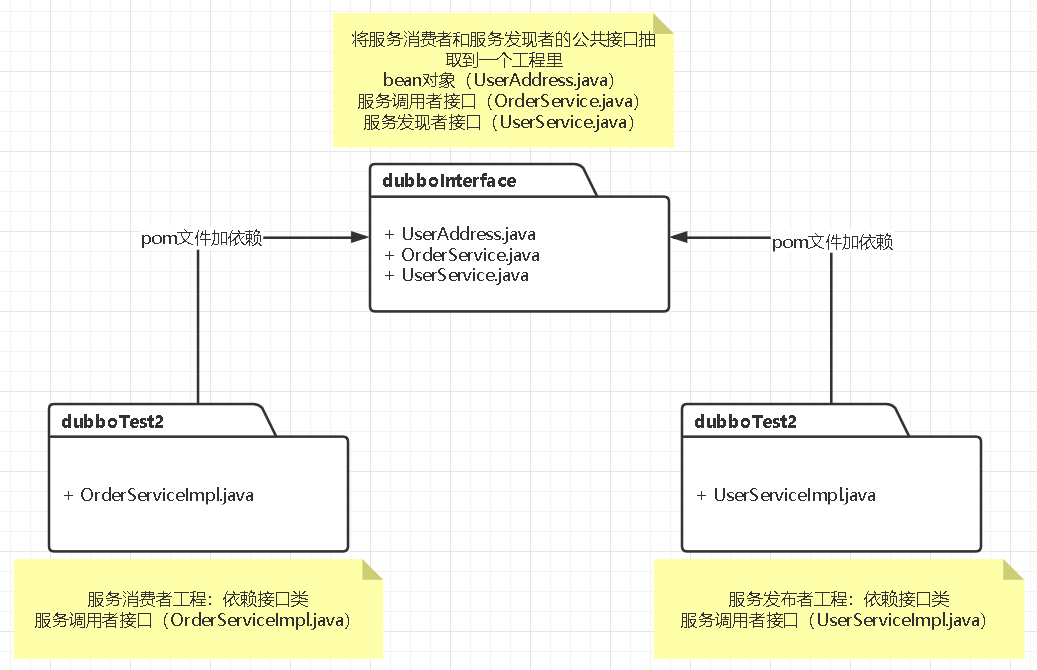 将服务消费者和服务发现者的公共接口抽
取到一个工程里
bean对象（UserAddress.java）
服务调用者接口（OrderService.java）
服务发现者接口（UserService.java）
dubboInterface
+ UserAddress.java
+ OrderService.java
+ UserService.java
pom文件加依赖
pom文件加依赖
dubboTest2
+ OrderServiceImpl.java
dubboTest2
+ UserServiceImpl.java
服务消费者工程：依赖接口类
服务调用者接口（OrderServiceImpl.java）
服务发布者工程：依赖接口类
服务调用者接口（UserServiceImpl.java）